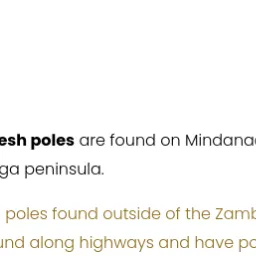 esh poles are found on Mindana
ga peninsula.
poles found outside of the Zamb
und along highways and have po